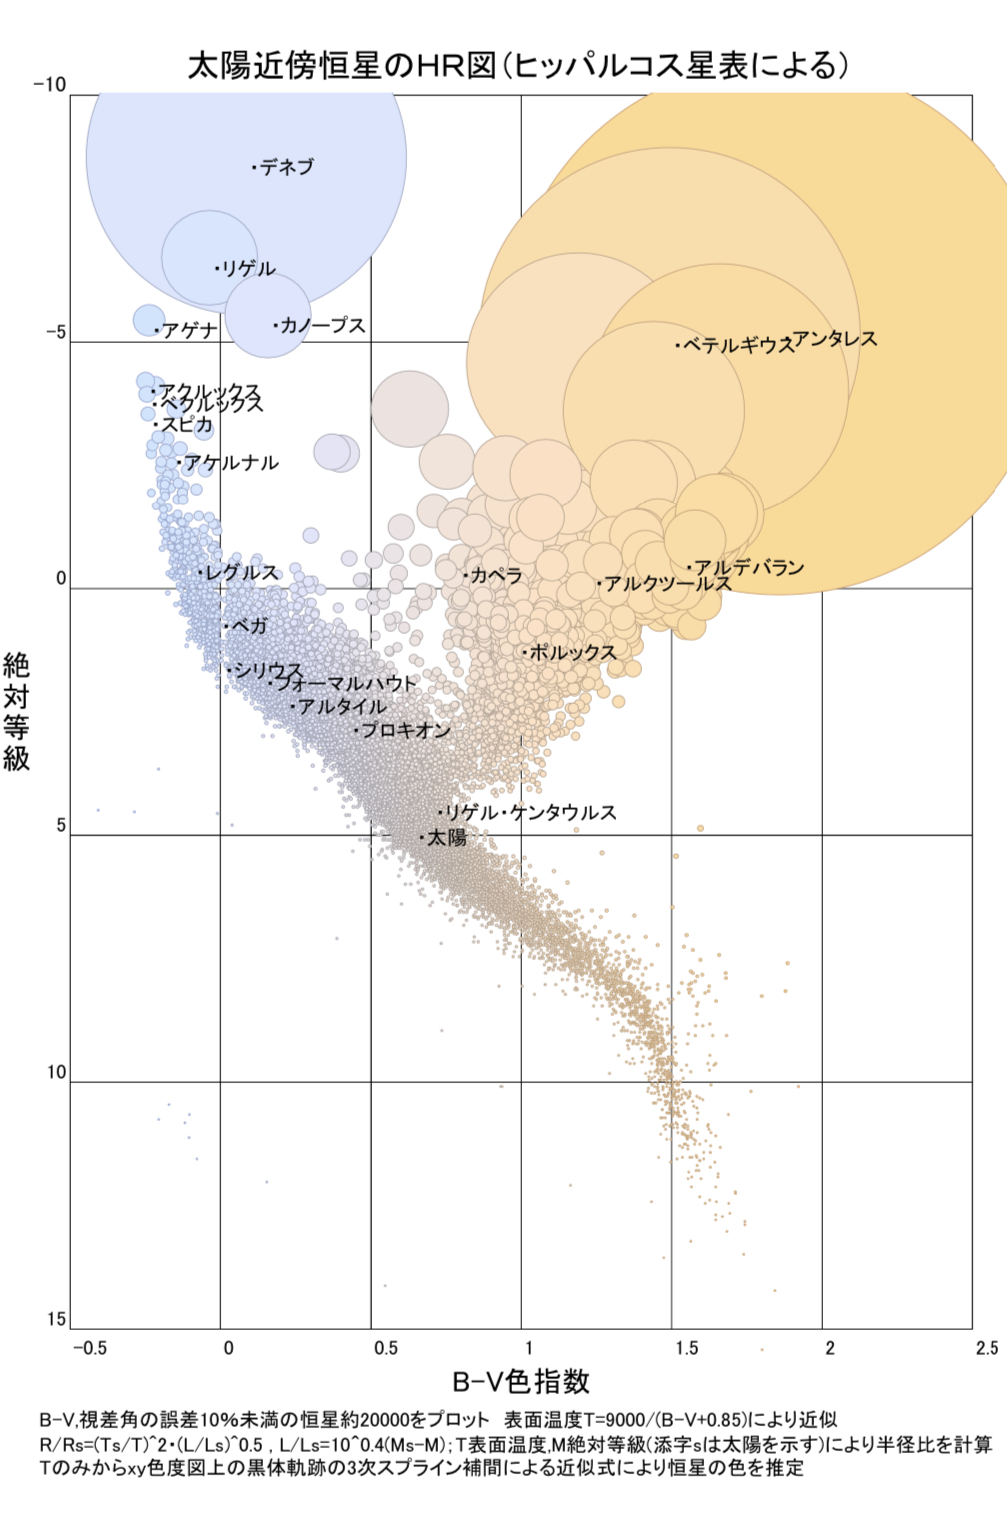 太陽近傍恒星のHR図(ヒッパルコス星表による)
-10
・デネブ
・リゲル
・アゲナ
・カノープス
-5
・ベテルギウス
・アンタレス
・アクルックス
・ベクルックス
・スピカ
・アケルナル
0
・レグルス
・カペラ
・アルデバラン
・アルクツールス
・ベガ
・ポルックス
・シリウス
・フォーマルハウト
・アルタイル
・プロキオン
絶対等級
・リゲル・ケンタウルス
5
・太陽
10
15
-0.5
0
0.5
1
1.5
2
2.5
B-V色指数
B-V,視差角の誤差10%未満の恒星約20000をプロット 表面温度T=9000/(B-V+0.85)により近似
R/Rs=(Ts/T)^2・(L/Ls)^0.5 , L/Ls=10^0.4(Ms-M); T表面温度,M絶対等級(添字sは太陽を示す)により半径比を計算
Tのみからxy色度図上の黒体軌跡の3次スプライン補間による近似式により恒星の色を推定